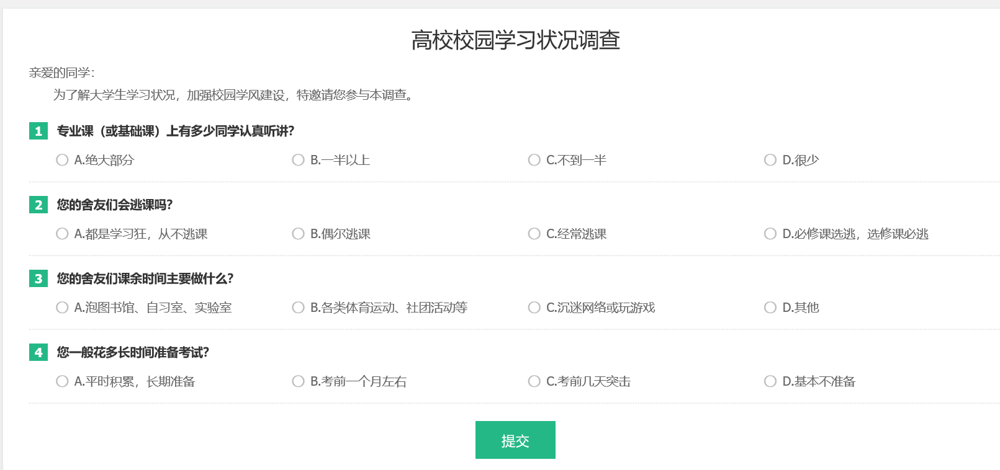 高校校园学习状况调查
亲爱的同学：
为了解大学生学习状况，加强校园学风建设，特邀请您参与本调查。
1 专业课（或基础课）上有多少同学认真听讲？
A.绝大部分 B.一半以上 C.不到一半 D.很少
2 您的舍友们会逃课吗？
A.都是学习狂，从不逃课 B.偶尔逃课 C.经常逃课 D.必修课选逃，选修课必逃
3 您的舍友们课余时间主要做什么？
A.泡图书馆、自习室、实验室 B.各类体育运动、社团活动等 C.沉迷网络或玩游戏 D.其他
4 您一般花多长时间准备考试？
A.平时积累，长期准备 B.考前一个月左右 C.考前几天突击 D.基本不准备
提交